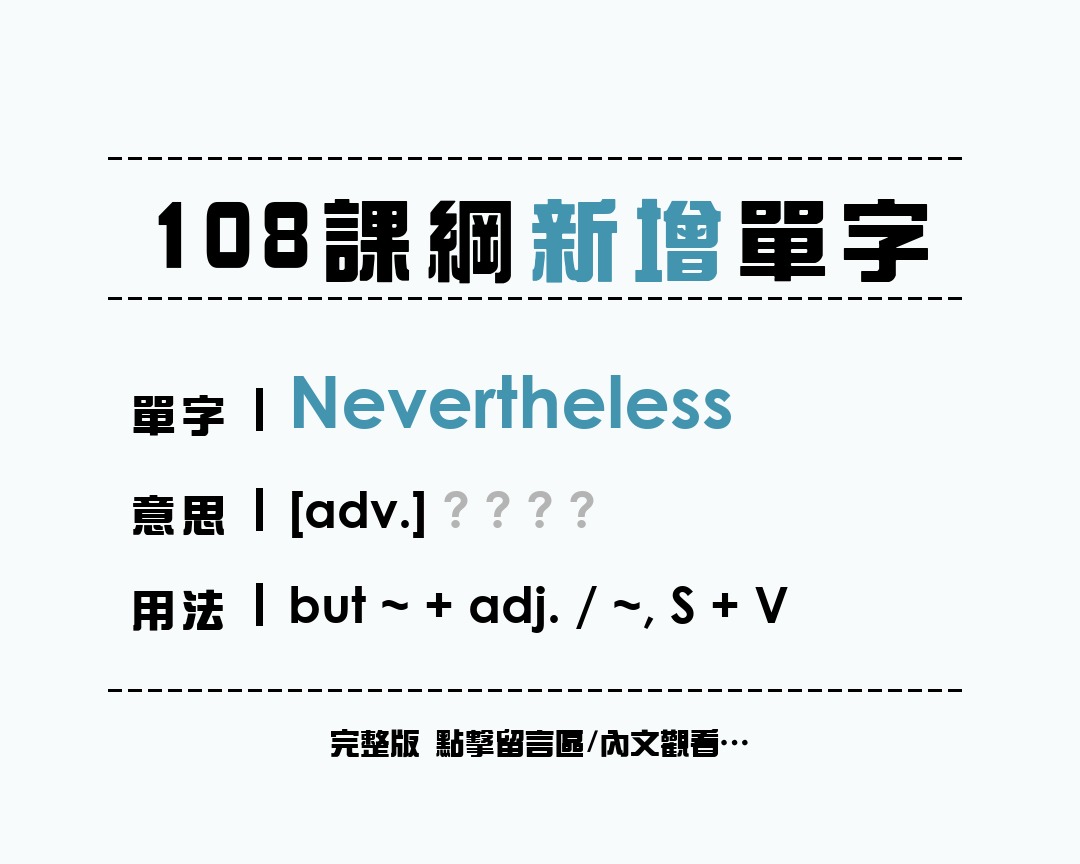 108課綱新增單字
單字 | Nevertheless
意思 | [adv.] ????
用法 | but ~ + adj. / ~, S + V
完整版 點擊留言區/內文觀看…